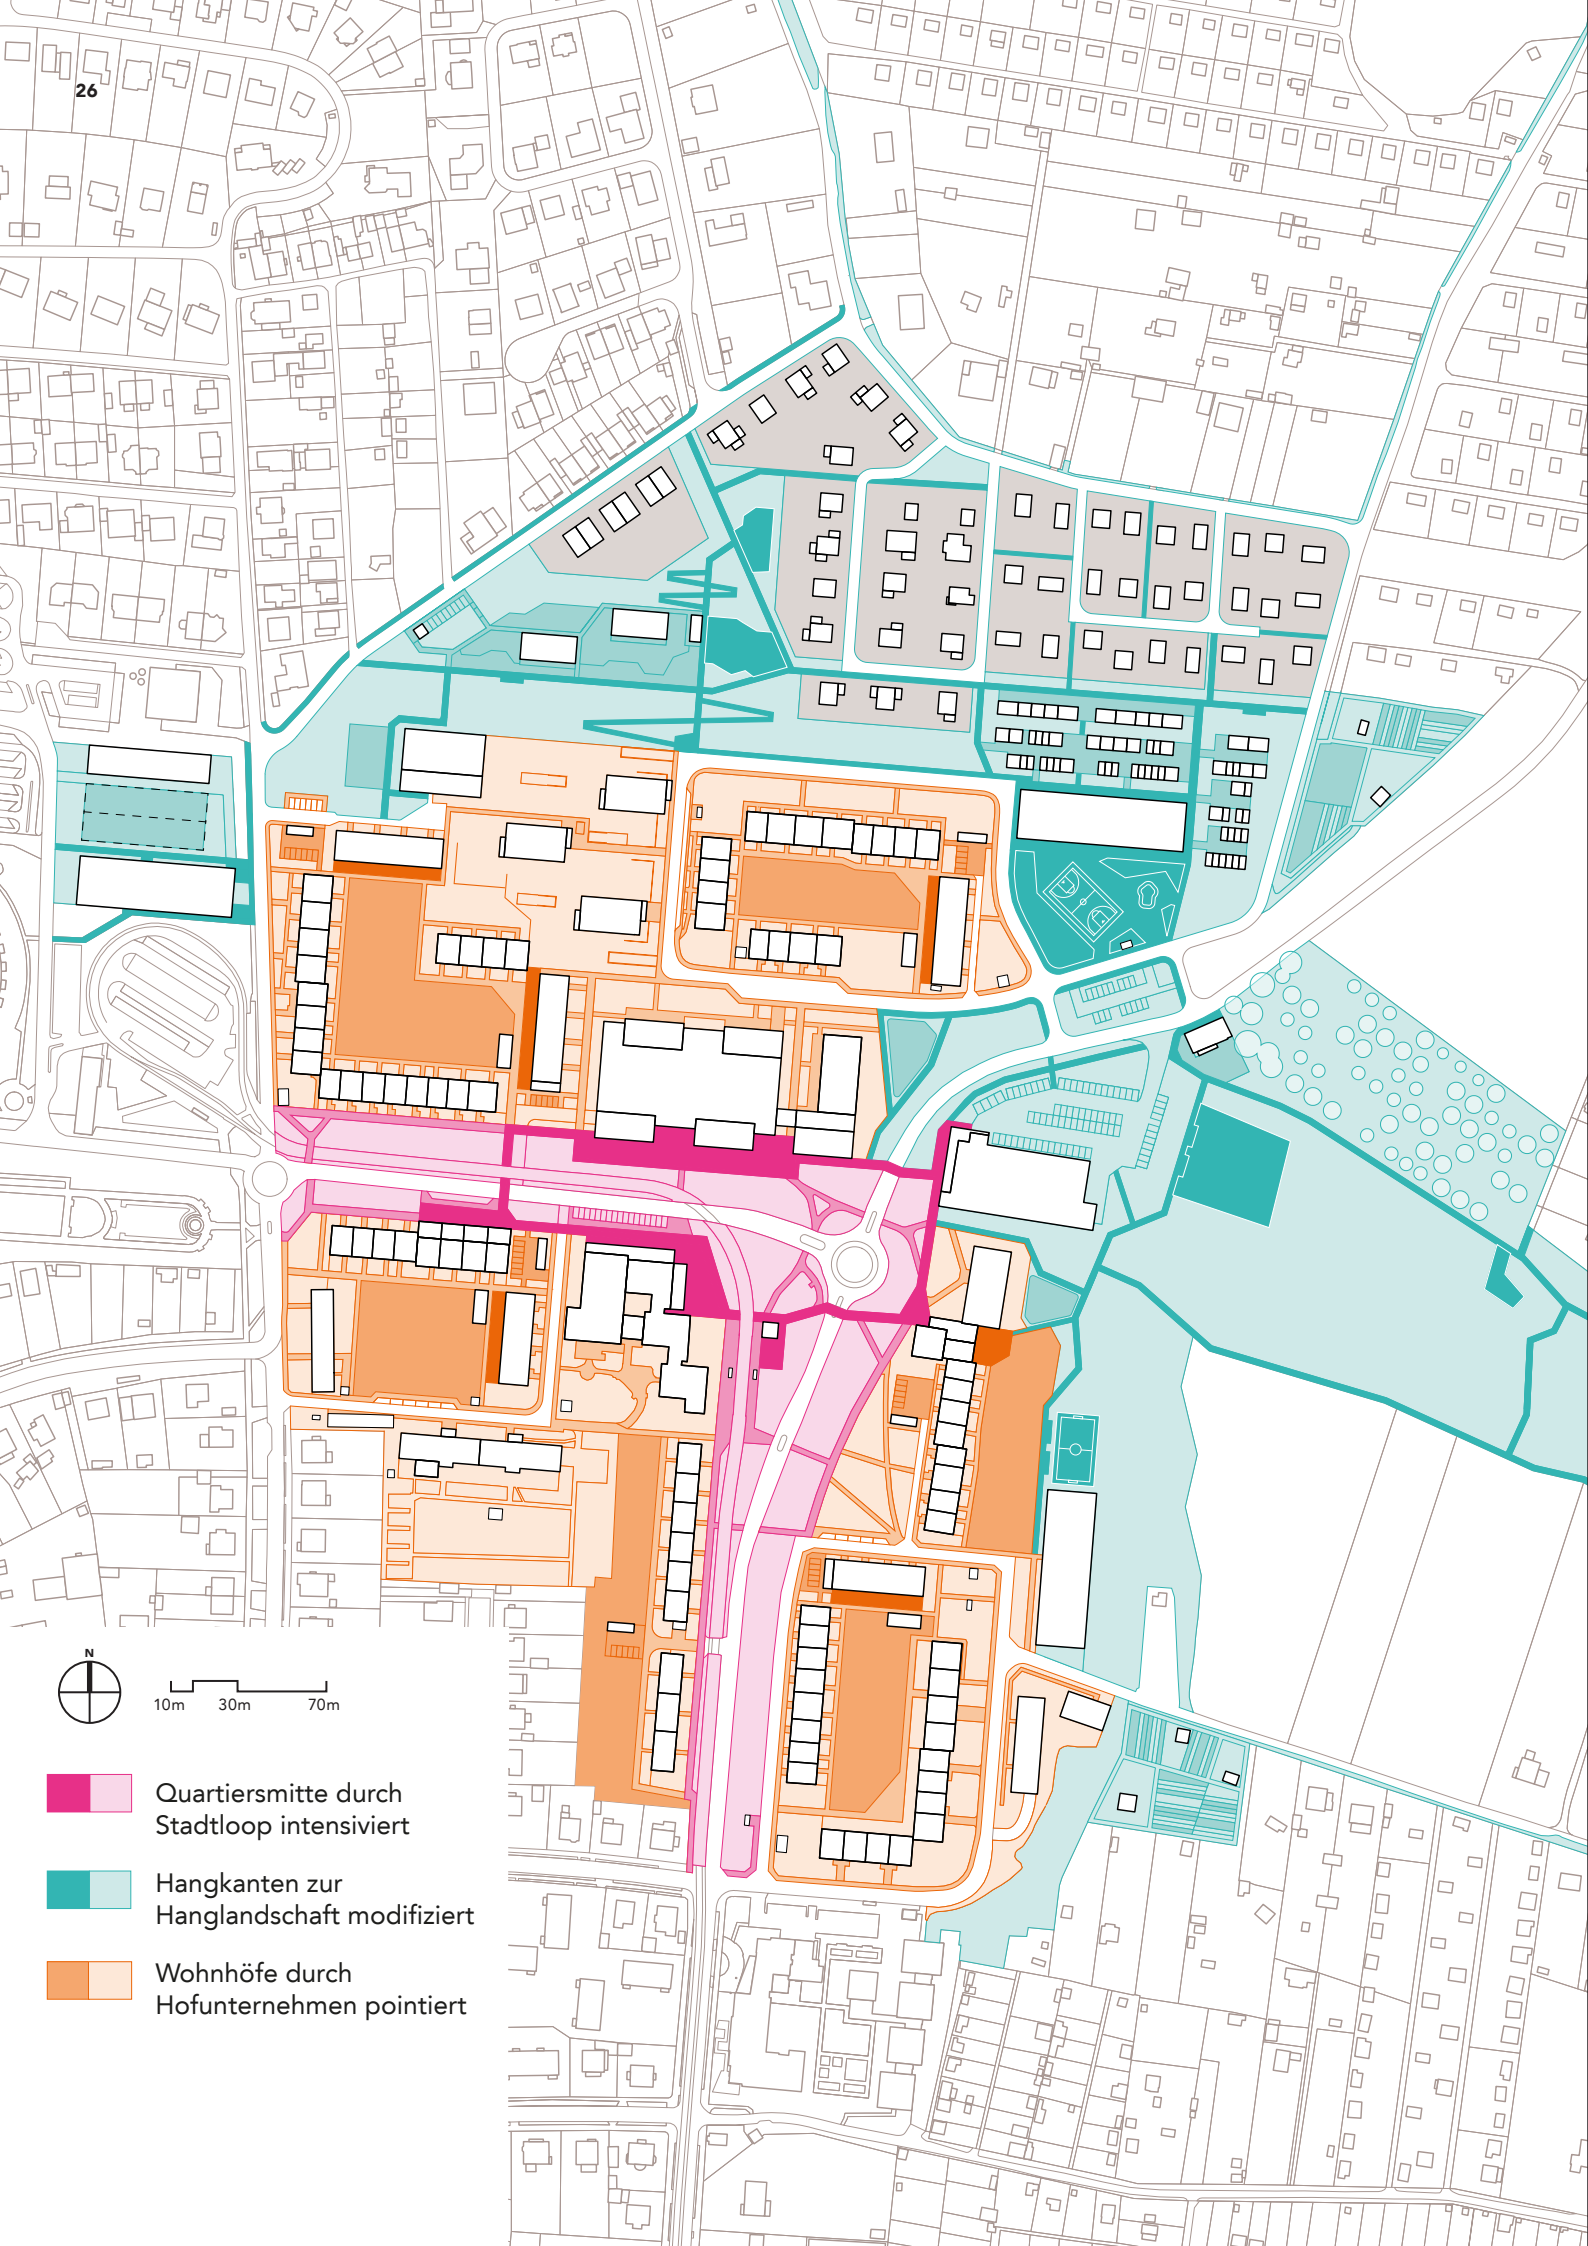 26
N
10m 30m 70m
Quartiersmitte durch
Stadtloop intensiviert
Hangkanten zur
Hanglandschaft modifiziert
Wohnhöfe durch
Hofunternehmen pointiert